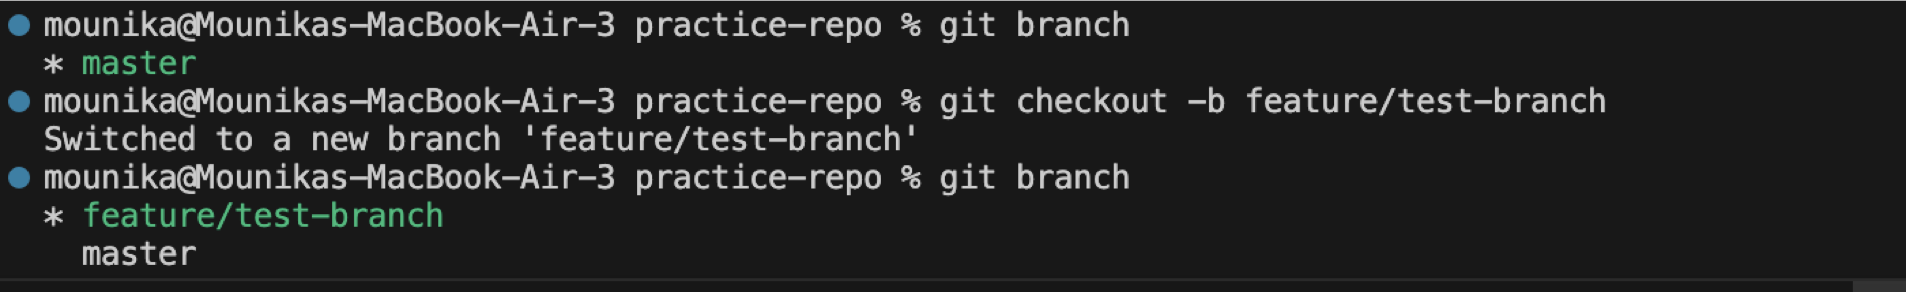 mounika@Mounikas-MacBook-Air-3 practice-repo % git branch
* master
mounika@Mounikas-MacBook-Air-3 practice-repo % git checkout -b feature/test-branch
Switched to a new branch 'feature/test-branch'
mounika@Mounikas-MacBook-Air-3 practice-repo % git branch
* feature/test-branch
  master